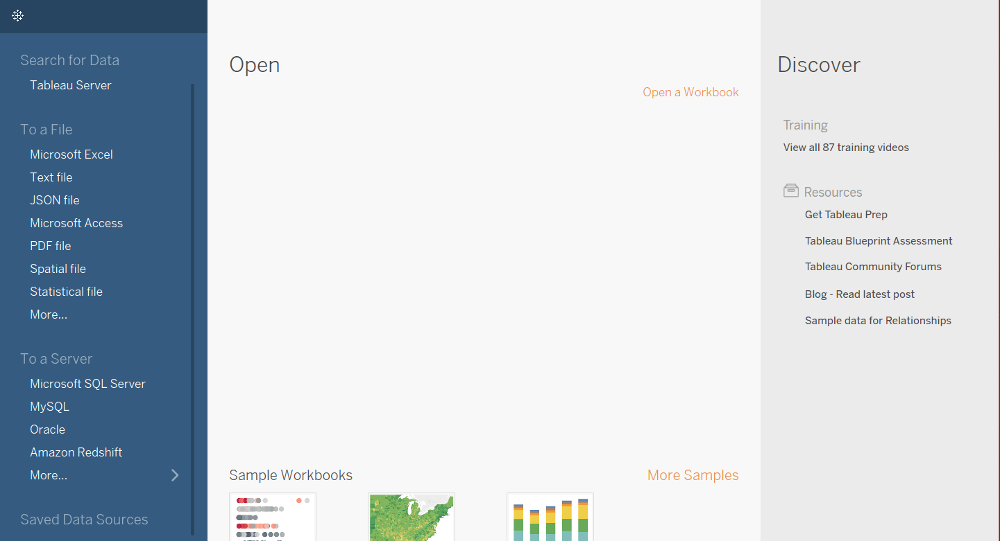 Search for Data
Tableau Server
To a File
Microsoft Excel
Text file
JSON file
Microsoft Access
PDF file
Spatial file
Statistical file
More...
To a Server
Microsoft SQL Server
MySQL
Oracle
Amazon Redshift
More...
Saved Data Sources
Open
Open a Workbook
Sample Workbooks
More Samples
Discover
Training
View all 87 training videos
Resources
Get Tableau Prep
Tableau Blueprint Assessment
Tableau Community Forums
Blog - Read latest post
Sample data for Relationships